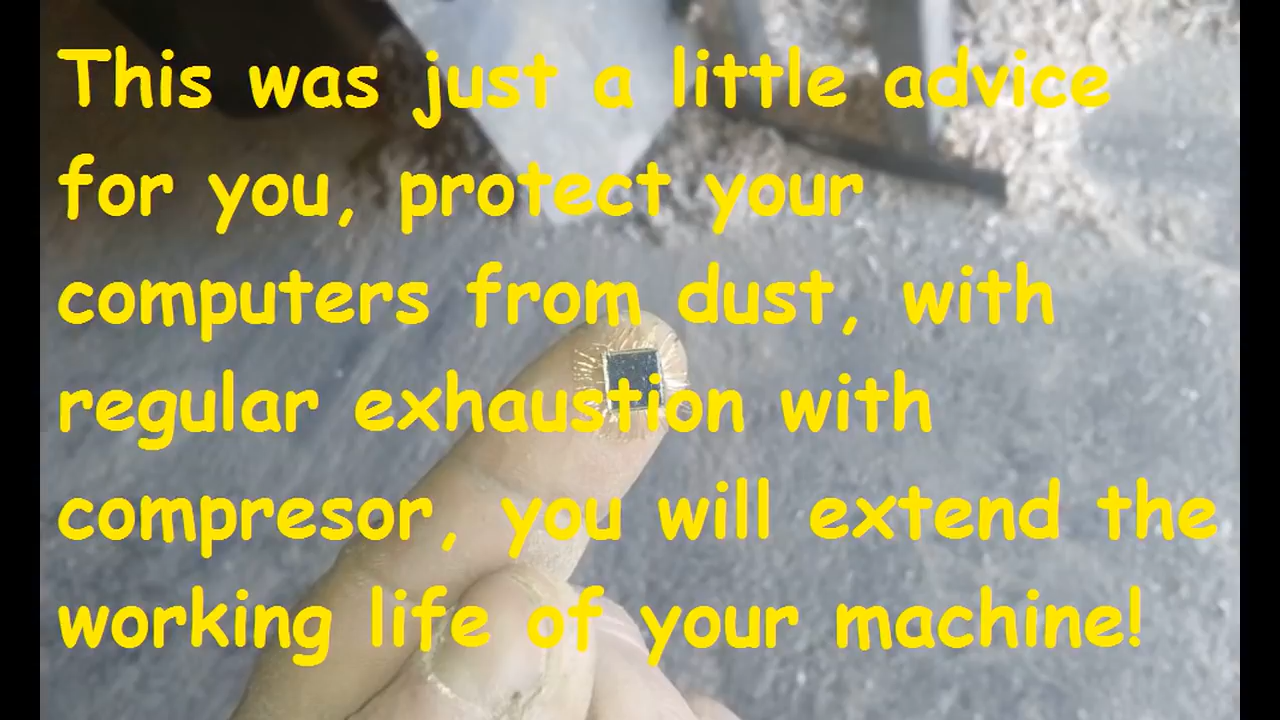 This was just a little advice
for you, protect your
computers from dust, with
regular exhaustion with
compresor, you will extend the
working life of your machine!